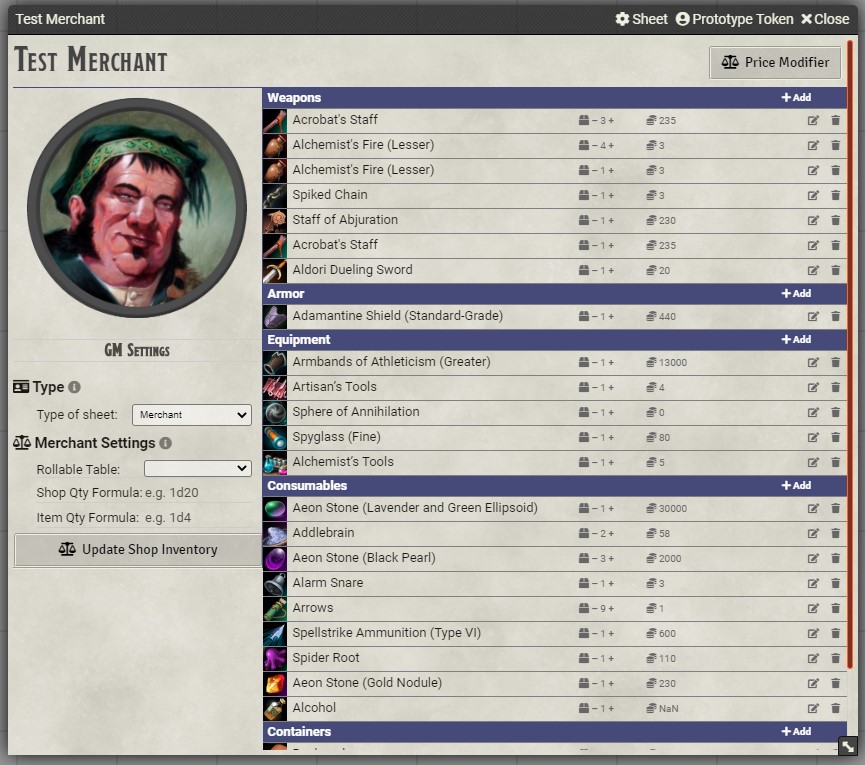 Test Merchant
Sheet Prototype Token Close
Test Merchant
Price Modifier
GM Settings
Type
Type of sheet: Merchant
Merchant Settings
Rollable Table:
Shop Qty Formula: e.g. 1d20
Item Qty Formula: e.g. 1d4
Update Shop Inventory
Weapons + Add
Acrobat's Staff − 3 + 235
Alchemist's Fire (Lesser) − 4 + 3
Alchemist's Fire (Lesser) − 1 + 3
Spiked Chain − 1 + 3
Staff of Abjuration − 1 + 230
Acrobat's Staff − 1 + 235
Aldori Dueling Sword − 1 + 20
Armor + Add
Adamantine Shield (Standard-Grade) − 1 + 440
Equipment + Add
Armbands of Athleticism (Greater) − 1 + 13000
Artisan's Tools − 1 + 4
Sphere of Annihilation − 1 + 0
Spyglass (Fine) − 1 + 80
Alchemist's Tools − 1 + 5
Consumables + Add
Aeon Stone (Lavender and Green Ellipsoid) − 1 + 30000
Addlebrain − 2 + 58
Aeon Stone (Black Pearl) − 3 + 2000
Alarm Snare − 1 + 3
Arrows − 9 + 1
Spellstrike Ammunition (Type VI) − 1 + 600
Spider Root − 1 + 110
Aeon Stone (Gold Nodule) − 1 + 230
Alcohol − 1 + NaN
Containers + Add